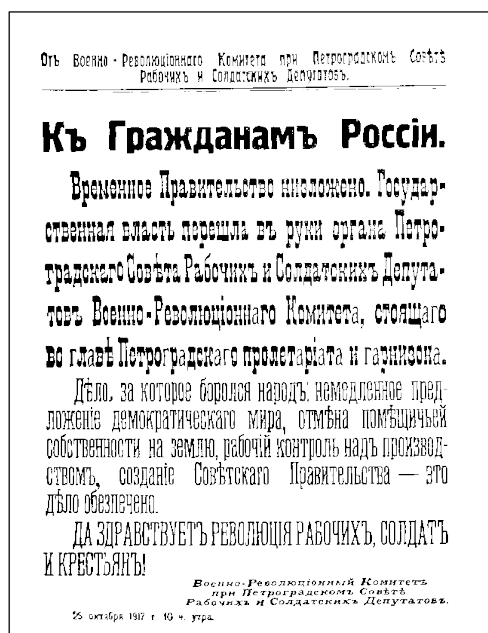 Отъ Военно-Революціоннаго Комитета при Петроградскомъ Совѣтѣ
Рабочихъ и Солдатскихъ Депутатовъ.
Къ Гражданамъ Россіи.
Временное Правительство низложено. Государ-
ственная власть перешла въ руки органа Петро-
градскаго Совѣта Рабочихъ и Солдатскихъ Депута-
товъ Военно-Революціоннаго Комитета, стоящаго
во главѣ Петроградскаго пролетаріата и гарнизона.
Дѣло, за которое боролся народъ: немедленное пред-
ложеніе демократическаго мира, отмѣна помѣщичьей
собственности на землю, рабочій контроль надъ производ-
ствомъ, созданіе Совѣтскаго Правительства — это
дѣло обезпечено.
ДА ЗДРАВСТВУЕТЪ РЕВОЛЮЦІЯ РАБОЧИХЪ, СОЛДАТЪ
И КРЕСТЬЯНЪ!
Военно-Революціонный Комитетъ
при Петроградскомъ Совѣтѣ
Рабочихъ и Солдатскихъ Депутатовъ.
25 октября 1917 г. 10 ч. утра.